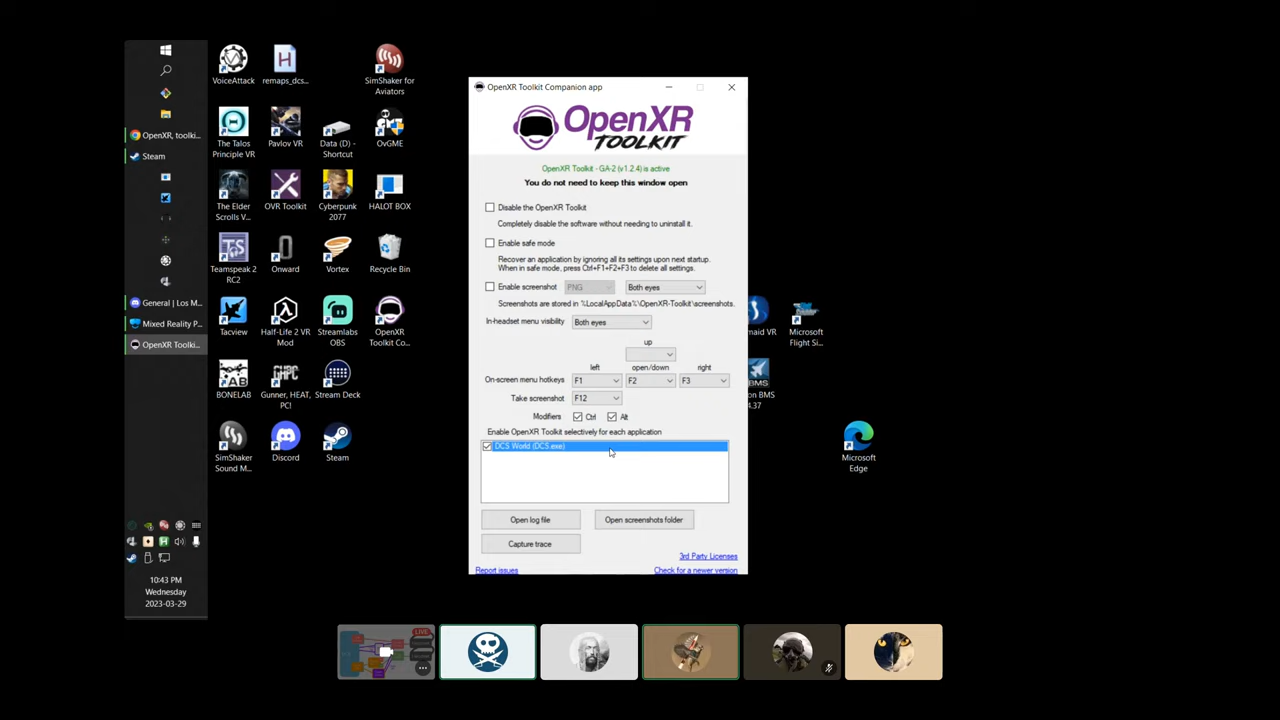 OpenXR, toolki...
Steam
General | Los M...
Mixed Reality P...
OpenXR Toolki...
10:43 PM
Wednesday
2023-03-29
VoiceAttack
remaps_dcs...
SimShaker for
Aviators
The Talos
Principle VR
Pavlov VR
Data (D) -
Shortcut
OvGME
The Elder
Scrolls V...
OVR Toolkit
Cyberpunk
2077
HALOT BOX
Teamspeak 2
RC2
Onward
Vortex
Recycle Bin
Tacview
Half-Life 2 VR
Mod
Streamlabs
OBS
OpenXR
Toolkit Co...
BONELAB
Gunner, HEAT,
PC!
Stream Deck
SimShaker
Sound M...
Discord
Steam
OpenXR Toolkit Companion app
OpenXR
TOOLKIT
OpenXR Toolkit - GA-2 (v1.2.4) is active
You do not need to keep this window open
Disable the OpenXR Toolkit
Completely disable the software without needing to uninstall it.
Enable safe mode
Recover an application by ignoring all its settings upon next startup.
When in safe mode, press Ctrl+F1+F2+F3 to delete all settings.
Enable screenshot PNG Both eyes
Screenshots are stored in %LocalAppData%\OpenXR-Toolkit\screenshots.
In-headset menu visibility Both eyes
up
left open/down right
On-screen menu hotkeys F1 F2 F3
Take screenshot F12
Modifiers Ctrl Alt
Enable OpenXR Toolkit selectively for each application
DCS World (DCS.exe)
Open log file Open screenshots folder
Capture trace
3rd Party Licenses
Report issues Check for a newer version
maid VR
Microsoft
Flight Si...
BMS
on BMS
4.37
Microsoft
Edge
LIVE